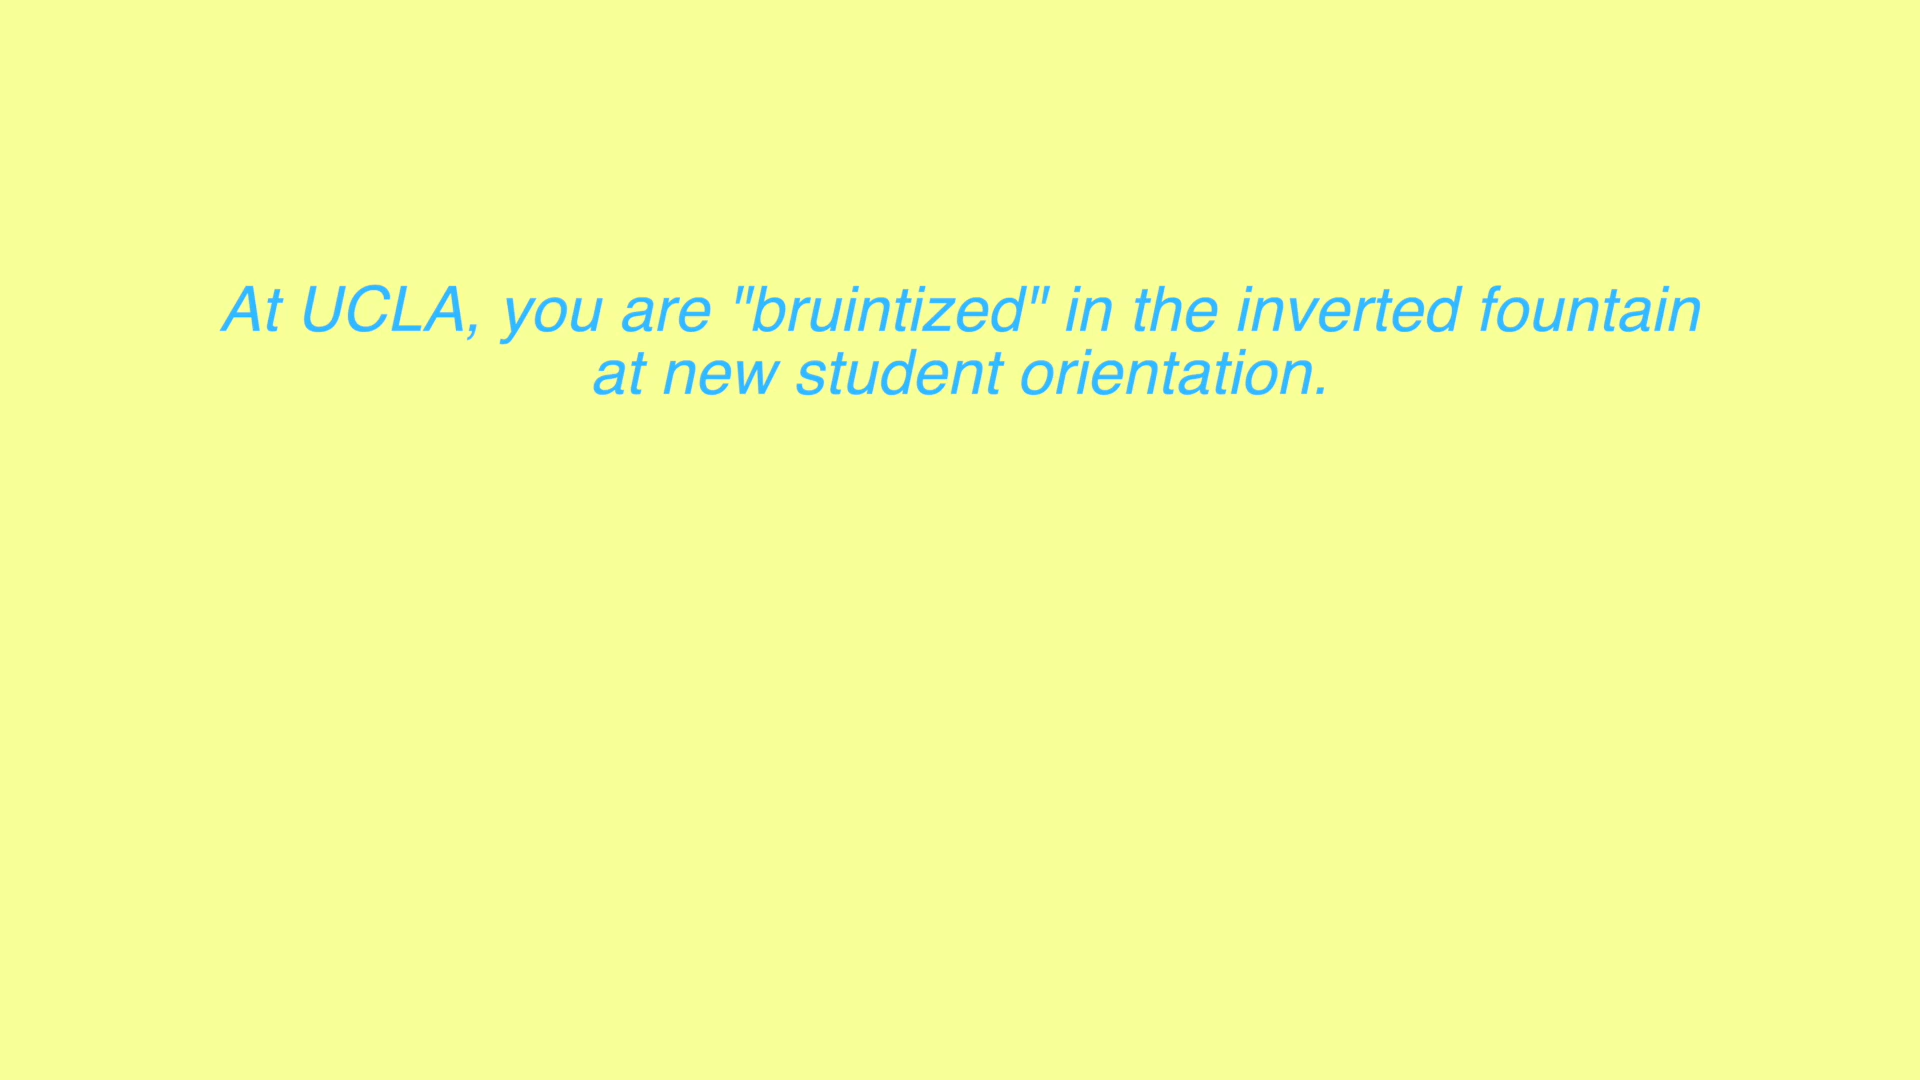 At UCLA, you are "bruintized" in the inverted fountain
at new student orientation.